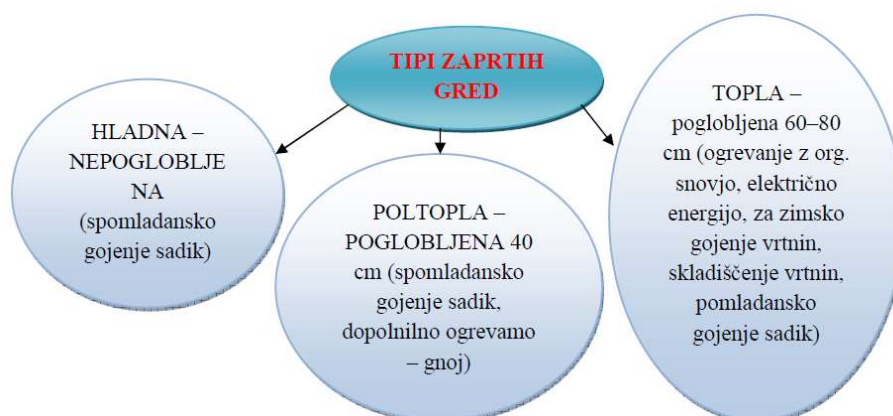 TIPI ZAPRTIH
GRED
HLADNA –
NEPOGLOBLJE
NA
(spomladansko
gojenje sadik)
POLTOPLA –
POGLOBLJENA 40
cm (spomladansko
gojenje sadik,
dopolnilno ogrevamo
– gnoj)
TOPLA –
poglobljena 60–80
cm (ogrevanje z org.
snovjo, električno
energijo, za zimsko
gojenje vrtnin,
skladiščenje vrtnin,
pomladansko
gojenje sadik)